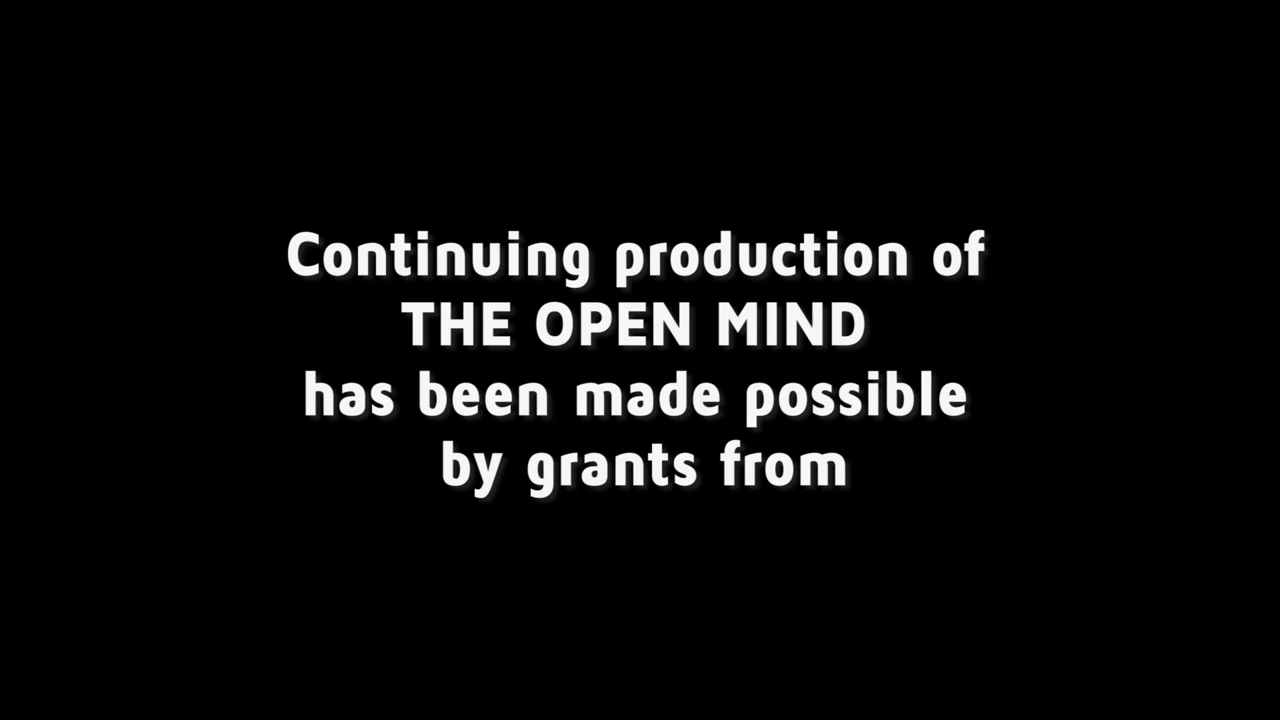 Continuing production of
THE OPEN MIND
has been made possible
by grants from